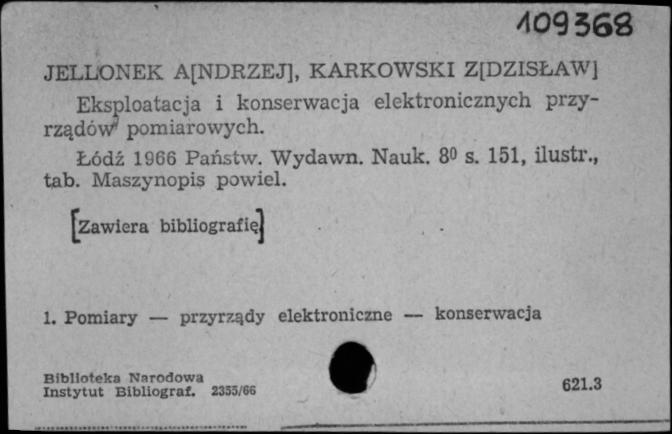 109368
JELLONEK A[NDRZEJ], KARKOWSKI Z[DZISŁAW]
Eksploatacja i konserwacja elektronicznych przy-
rządów pomiarowych.
Łódź 1966 Państw. Wydawn. Nauk. 8⁰ s. 151, ilustr.,
tab. Maszynopis powiel.
[Zawiera bibliografię]
1. Pomiary — przyrządy elektroniczne — konserwacja
Biblioteka Narodowa
Instytut Bibliograf. 2355/66
621.3